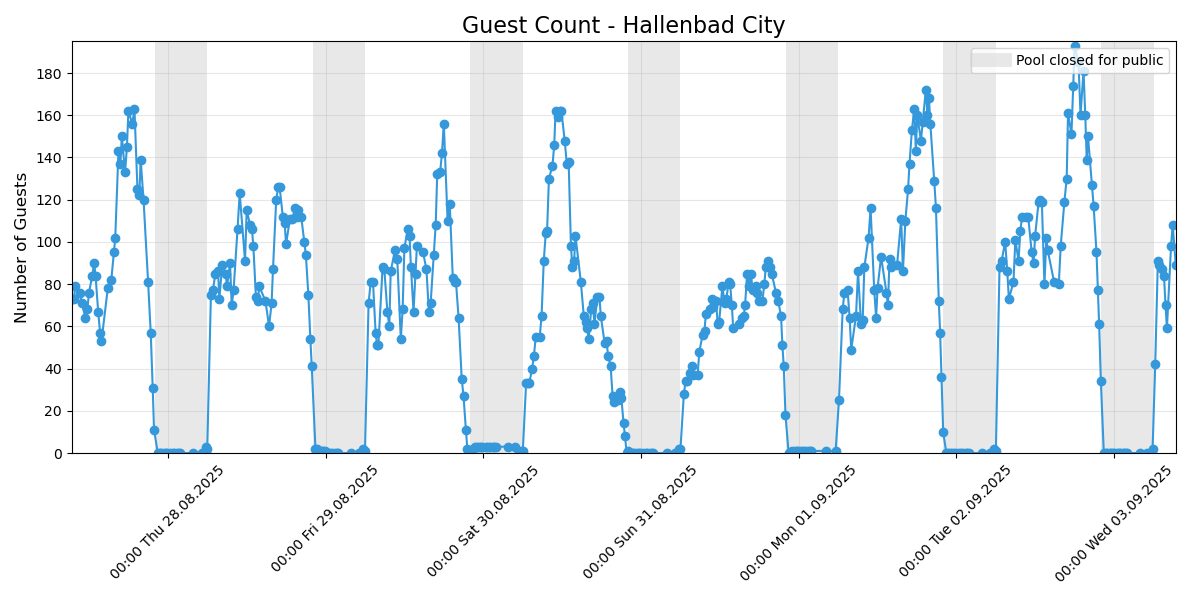 Guest Count - Hallenbad City
Pool closed for public
Number of Guests
180
160
140
120
100
80
60
40
20
0
00:00 Thu 28.08.2025
00:00 Fri 29.08.2025
00:00 Sat 30.08.2025
00:00 Sun 31.08.2025
00:00 Mon 01.09.2025
00:00 Tue 02.09.2025
00:00 Wed 03.09.2025